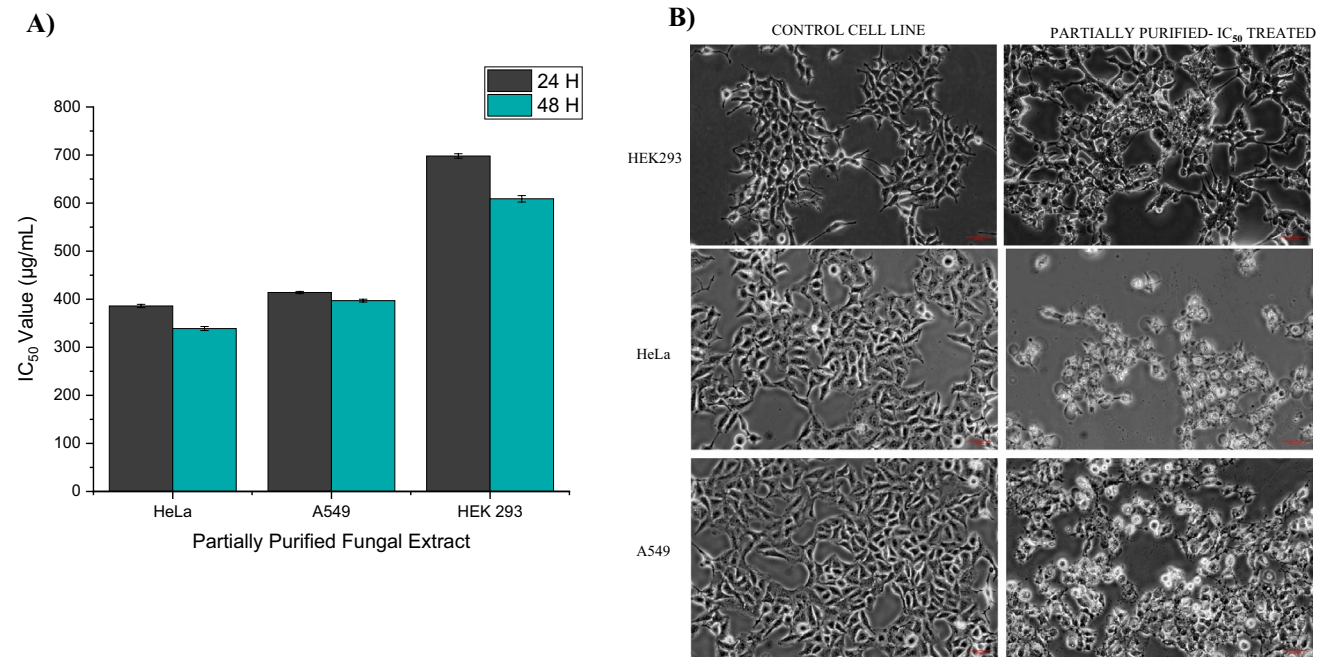 A)
24 H
48 H
800
700
600
500
400
300
200
100
0
IC₅₀ Value (µg/mL)
HeLa
A549
HEK 293
Partially Purified Fungal Extract
B)
CONTROL CELL LINE
PARTIALLY PURIFIED- IC₅₀ TREATED
HEK293
HeLa
A549